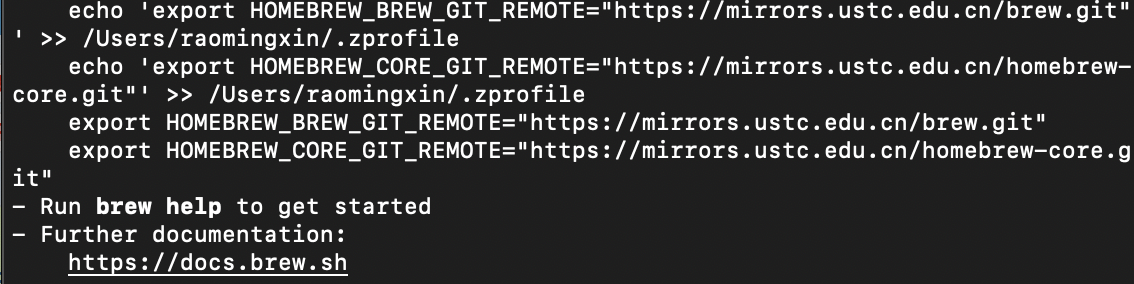 echo 'export HOMEBREW_BREW_GIT_REMOTE="https://mirrors.ustc.edu.cn/brew.git"
' >> /Users/raomingxin/.zprofile
echo 'export HOMEBREW_CORE_GIT_REMOTE="https://mirrors.ustc.edu.cn/homebrew-
core.git"' >> /Users/raomingxin/.zprofile
export HOMEBREW_BREW_GIT_REMOTE="https://mirrors.ustc.edu.cn/brew.git"
export HOMEBREW_CORE_GIT_REMOTE="https://mirrors.ustc.edu.cn/homebrew-core.g
it"
- Run brew help to get started
- Further documentation:
https://docs.brew.sh